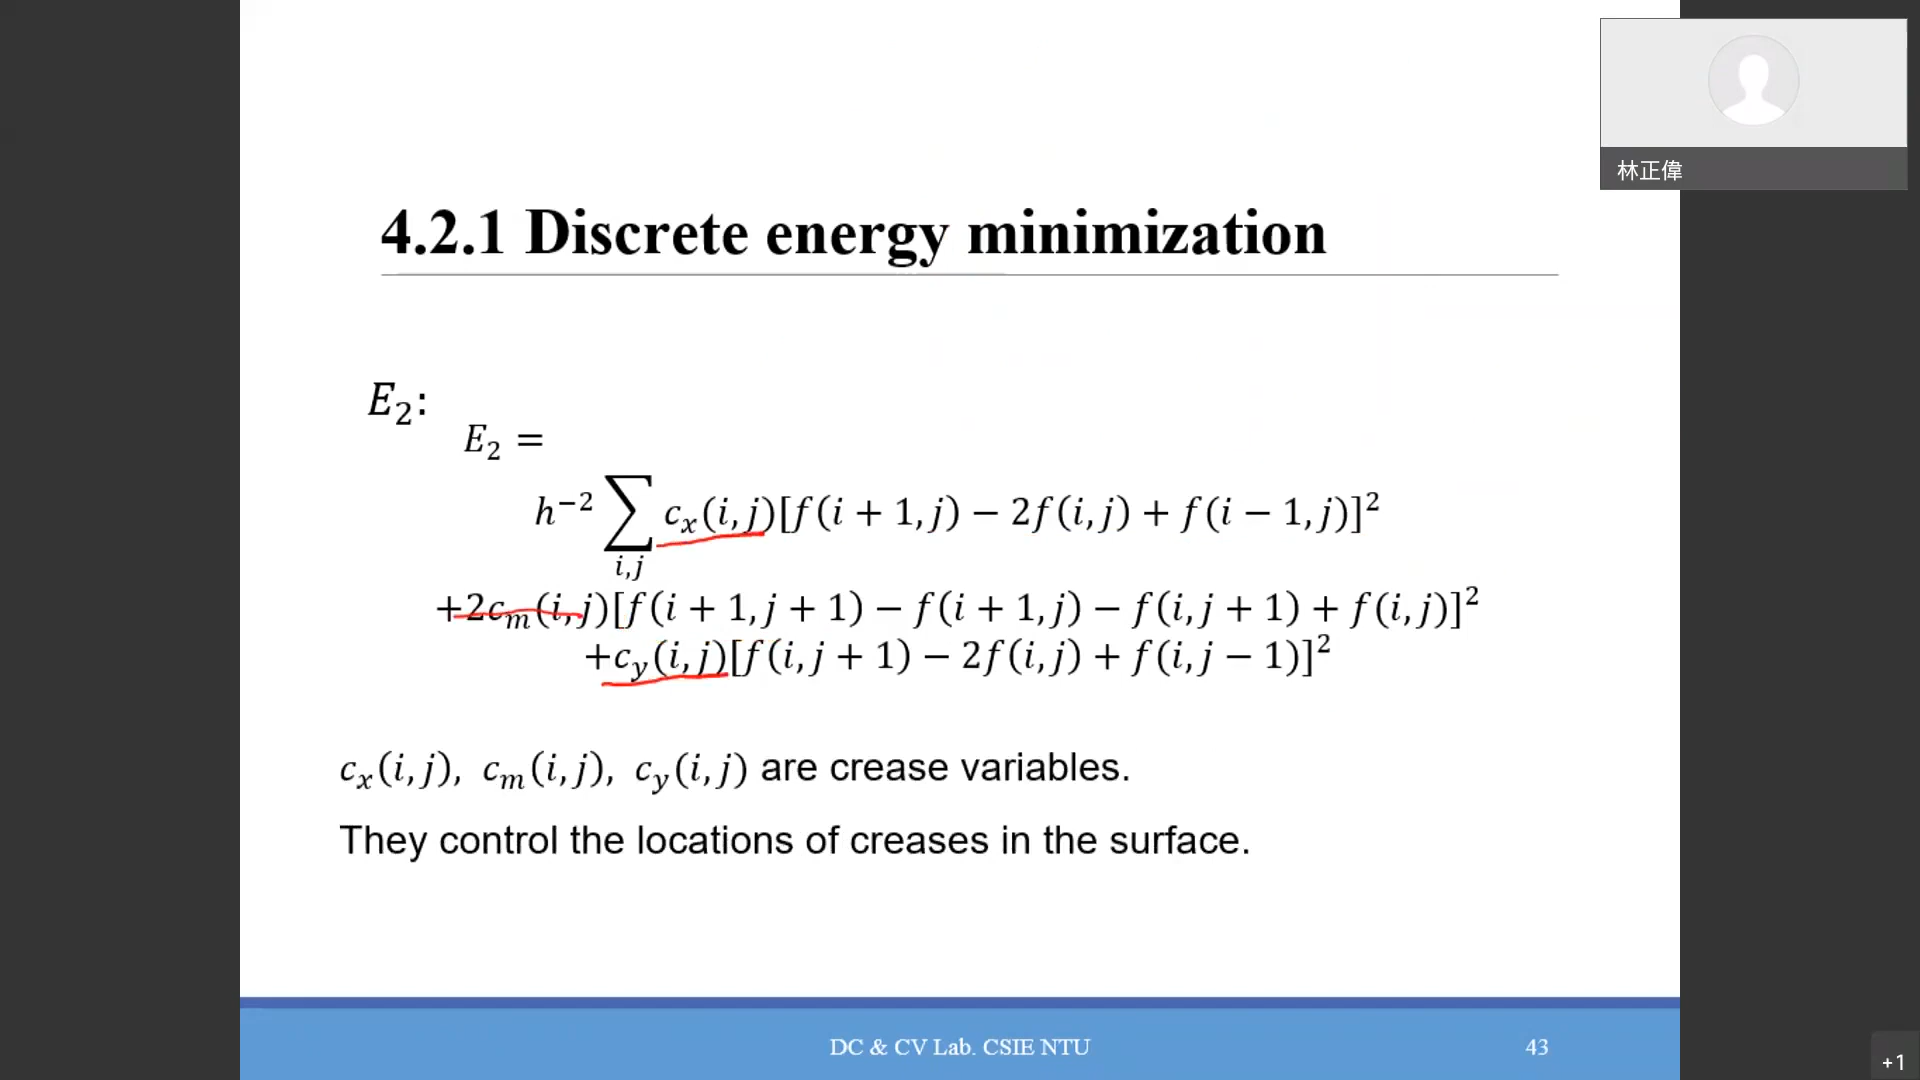 林正偉
4.2.1 Discrete energy minimization
E₂:
E₂ =
h⁻² ∑ᵢ,ⱼ cₓ(i, j)[f(i + 1, j) − 2f(i, j) + f(i − 1, j)]²
+2cₘ(i, j)[f(i + 1, j + 1) − f(i + 1, j) − f(i, j + 1) + f(i, j)]²
+c_y(i, j)[f(i, j + 1) − 2f(i, j) + f(i, j − 1)]²
cₓ(i, j), cₘ(i, j), c_y(i, j) are crease variables.
They control the locations of creases in the surface.
DC & CV Lab. CSIE NTU
43
+1